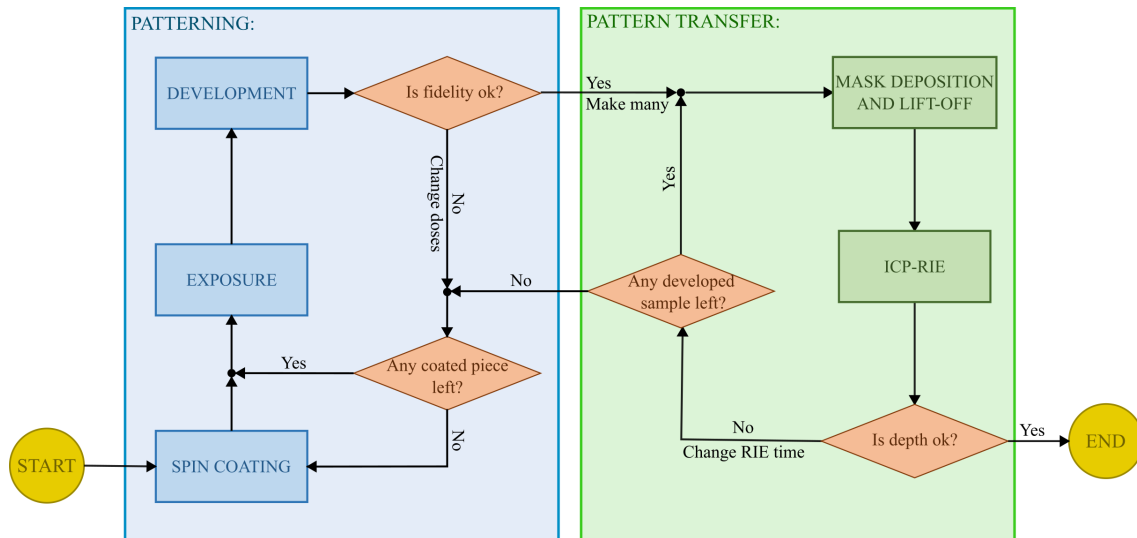 PATTERNING:
PATTERN TRANSFER:
DEVELOPMENT
Is fidelity ok?
Yes
Make many
MASK DEPOSITION
AND LIFT-OFF
No
Change doses
Yes
EXPOSURE
No
Any developed
sample left?
ICP-RIE
Yes
Any coated piece
left?
No
No
Change RIE time
Is depth ok?
Yes
END
START
SPIN COATING